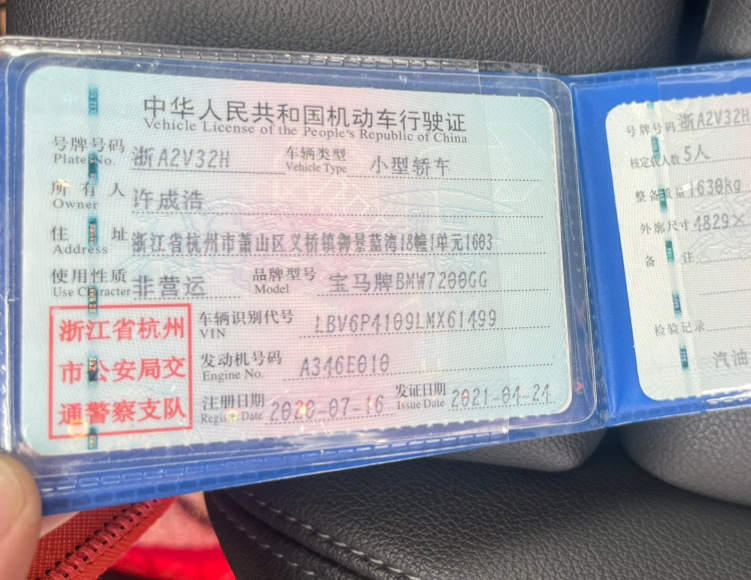 中华人民共和国机动车行驶证
Vehicle License of the People's Republic of China
号牌号码 浙A2V32H 车辆类型 小型轿车
Plate No. Vehicle Type
所有人 许成浩
Owner
住址 浙江省杭州市萧山区义桥镇御景蓝湾18幢1单元1603
Address
使用性质 非营运 品牌型号 宝马牌BMW7200GG
Use Character Model
浙江省杭州
市公安局交
通警察支队
车辆识别代号 LBV6P4109LMX61499
VIN
发动机号码 A346E010
Engine No.
注册日期 2020-07-16 发证日期 2021-04-24
Register Date Issue Date
号牌号码 浙A2V32H
核定载人数 5人
整备质量 1630kg
外廓尺寸 4829×
备注
检验记录
汽油